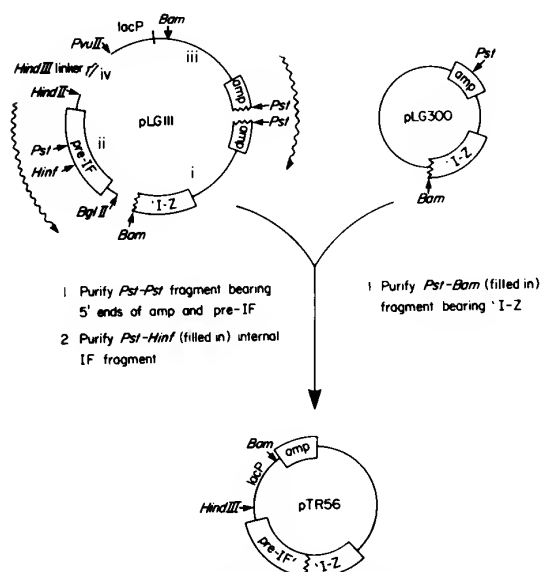 lacP
Bam
PvuII
iii
HindIII linker
iv
HindII
amp
Pst
Pst
amp
pLGIII
Pst
ii
pre-IF
Hinf
i
BglII
'I-Z
Bam
Pst
amp
pLG300
'I-Z
Bam
1 Purify Pst-Pst fragment bearing
5' ends of amp and pre-IF
2 Purify Pst-Hinf (filled in) internal
IF fragment
1 Purify Pst-Bam (filled in)
fragment bearing 'I-Z
Bam
amp
lacP
HindIII
pTR56
pre-IF'
'I-Z